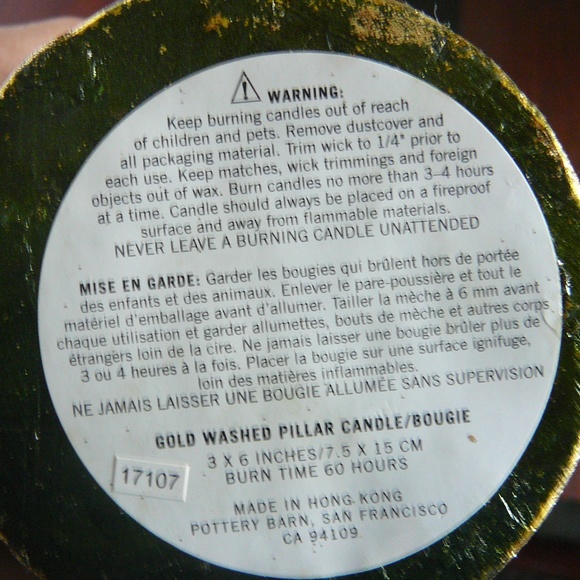 WARNING:
Keep burning candles out of reach
of children and pets. Remove dustcover and
all packaging material. Trim wick to 1/4" prior to
each use. Keep matches, wick trimmings and foreign
objects out of wax. Burn candles no more than 3–4 hours
at a time. Candle should always be placed on a fireproof
surface and away from flammable materials.
NEVER LEAVE A BURNING CANDLE UNATTENDED
MISE EN GARDE: Garder les bougies qui brûlent hors de portée
des enfants et des animaux. Enlever le pare-poussière et tout le
matériel d'emballage avant d'allumer. Tailler la mèche à 6 mm avant
chaque utilisation et garder allumettes, bouts de mèche et autres corps
étrangers loin de la cire. Ne jamais laisser une bougie brûler plus de
3 ou 4 heures à la fois. Placer la bougie sur une surface ignifuge,
loin des matières inflammables.
NE JAMAIS LAISSER UNE BOUGIE ALLUMÉE SANS SUPERVISION
GOLD WASHED PILLAR CANDLE/BOUGIE
3 X 6 INCHES/7.5 X 15 CM
BURN TIME 60 HOURS
17107
MADE IN HONG KONG
POTTERY BARN, SAN FRANCISCO
CA 94109